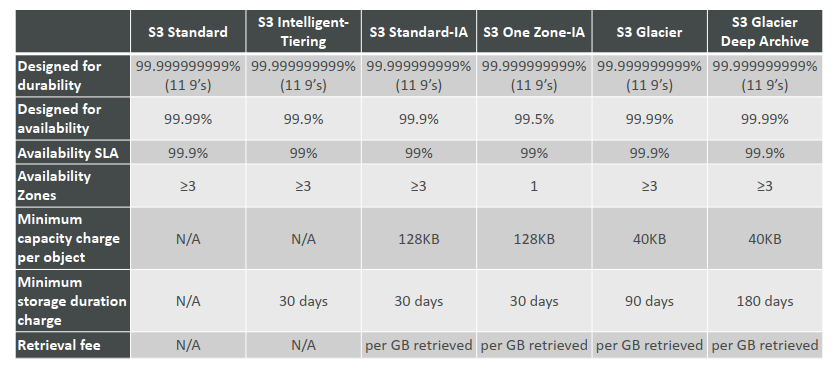 S3 Standard S3 Intelligent-Tiering S3 Standard-IA S3 One Zone-IA S3 Glacier S3 Glacier Deep Archive
Designed for durability 99.999999999% (11 9’s) 99.999999999% (11 9’s) 99.999999999% (11 9’s) 99.999999999% (11 9’s) 99.999999999% (11 9’s) 99.999999999% (11 9’s)
Designed for availability 99.99% 99.9% 99.9% 99.5% 99.99% 99.99%
Availability SLA 99.9% 99% 99% 99% 99.9% 99.9%
Availability Zones ≥3 ≥3 ≥3 1 ≥3 ≥3
Minimum capacity charge per object N/A N/A 128KB 128KB 40KB 40KB
Minimum storage duration charge N/A 30 days 30 days 30 days 90 days 180 days
Retrieval fee N/A N/A per GB retrieved per GB retrieved per GB retrieved per GB retrieved